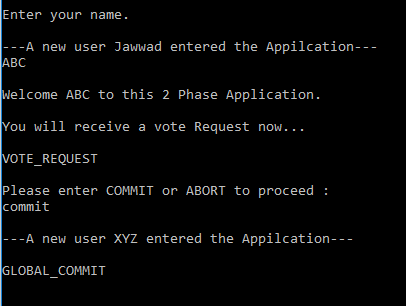 Enter your name.
---A new user Jawwad entered the Appilcation---
ABC
Welcome ABC to this 2 Phase Application.
You will receive a vote Request now...
VOTE_REQUEST
Please enter COMMIT or ABORT to proceed :
commit
---A new user XYZ entered the Appilcation---
GLOBAL_COMMIT